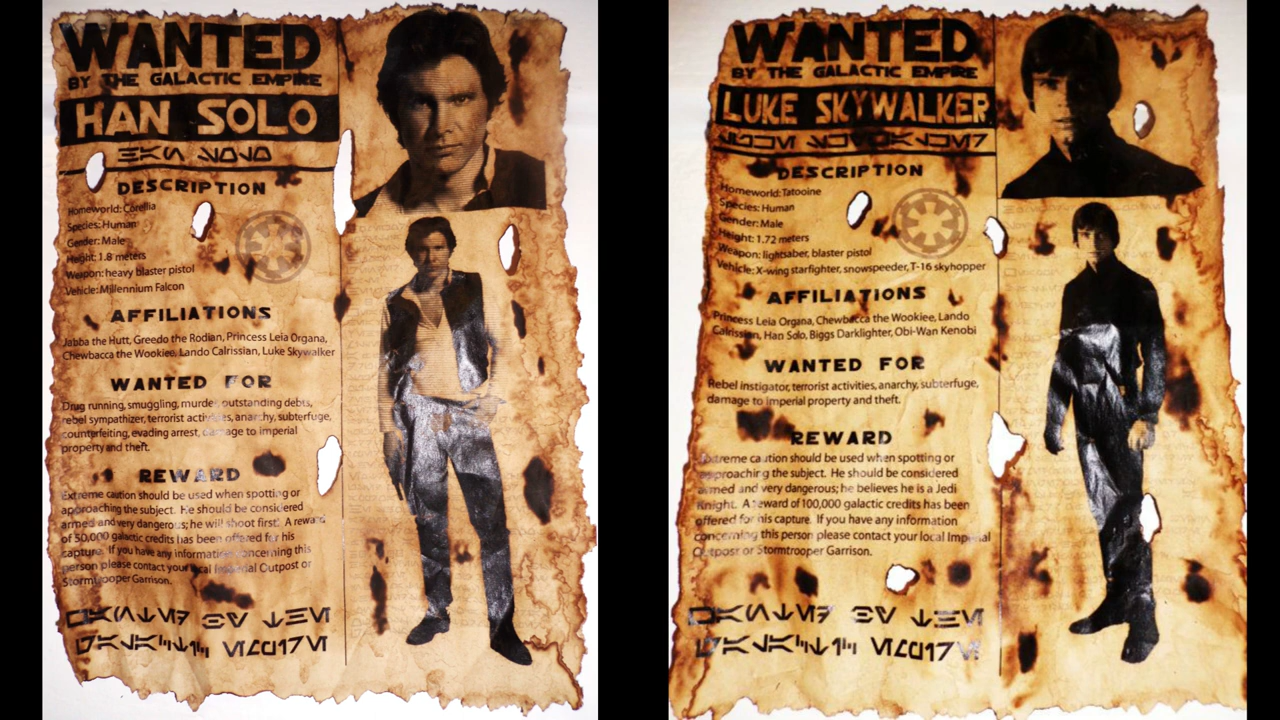 WANTED
BY THE GALACTIC EMPIRE
HAN SOLO
DESCRIPTION
Homeworld: Corellia
Species: Human
Gender: Male
Height: 1.8 meters
Weapon: heavy blaster pistol
Vehicle: Millennium Falcon
AFFILIATIONS
Jabba the Hutt, Greedo the Rodian, Princess Leia Organa,
Chewbacca the Wookiee, Lando Calrissian, Luke Skywalker
WANTED FOR
Drug running, smuggling, murder, outstanding debts,
rebel sympathizer, terrorist activities, anarchy, subterfuge,
counterfeiting, evading arrest, damage to imperial
property and theft.
REWARD
Extreme caution should be used when spotting or
approaching the subject. He should be considered
armed and very dangerous; he will shoot first! A reward
of 50,000 galactic credits has been offered for his
capture. If you have any information concerning this
person please contact your local Imperial Outpost or
Stormtrooper Garrison.
WANTED
BY THE GALACTIC EMPIRE
LUKE SKYWALKER
DESCRIPTION
Homeworld: Tatooine
Species: Human
Gender: Male
Height: 1.72 meters
Weapon: lightsaber, blaster pistol
Vehicle: X-wing starfighter, snowspeeder, T-16 skyhopper
AFFILIATIONS
Princess Leia Organa, Chewbacca the Wookiee, Lando
Calrissian, Han Solo, Biggs Darklighter, Obi-Wan Kenobi
WANTED FOR
Rebel instigator, terrorist activities, anarchy, subterfuge,
damage to imperial property and theft.
REWARD
Extreme caution should be used when spotting or
approaching the subject. He should be considered
armed and very dangerous; he believes he is a Jedi
Knight. A reward of 100,000 galactic credits has been
offered for his capture. If you have any information
concerning this person please contact your local Imperial
Outpost or Stormtrooper Garrison.